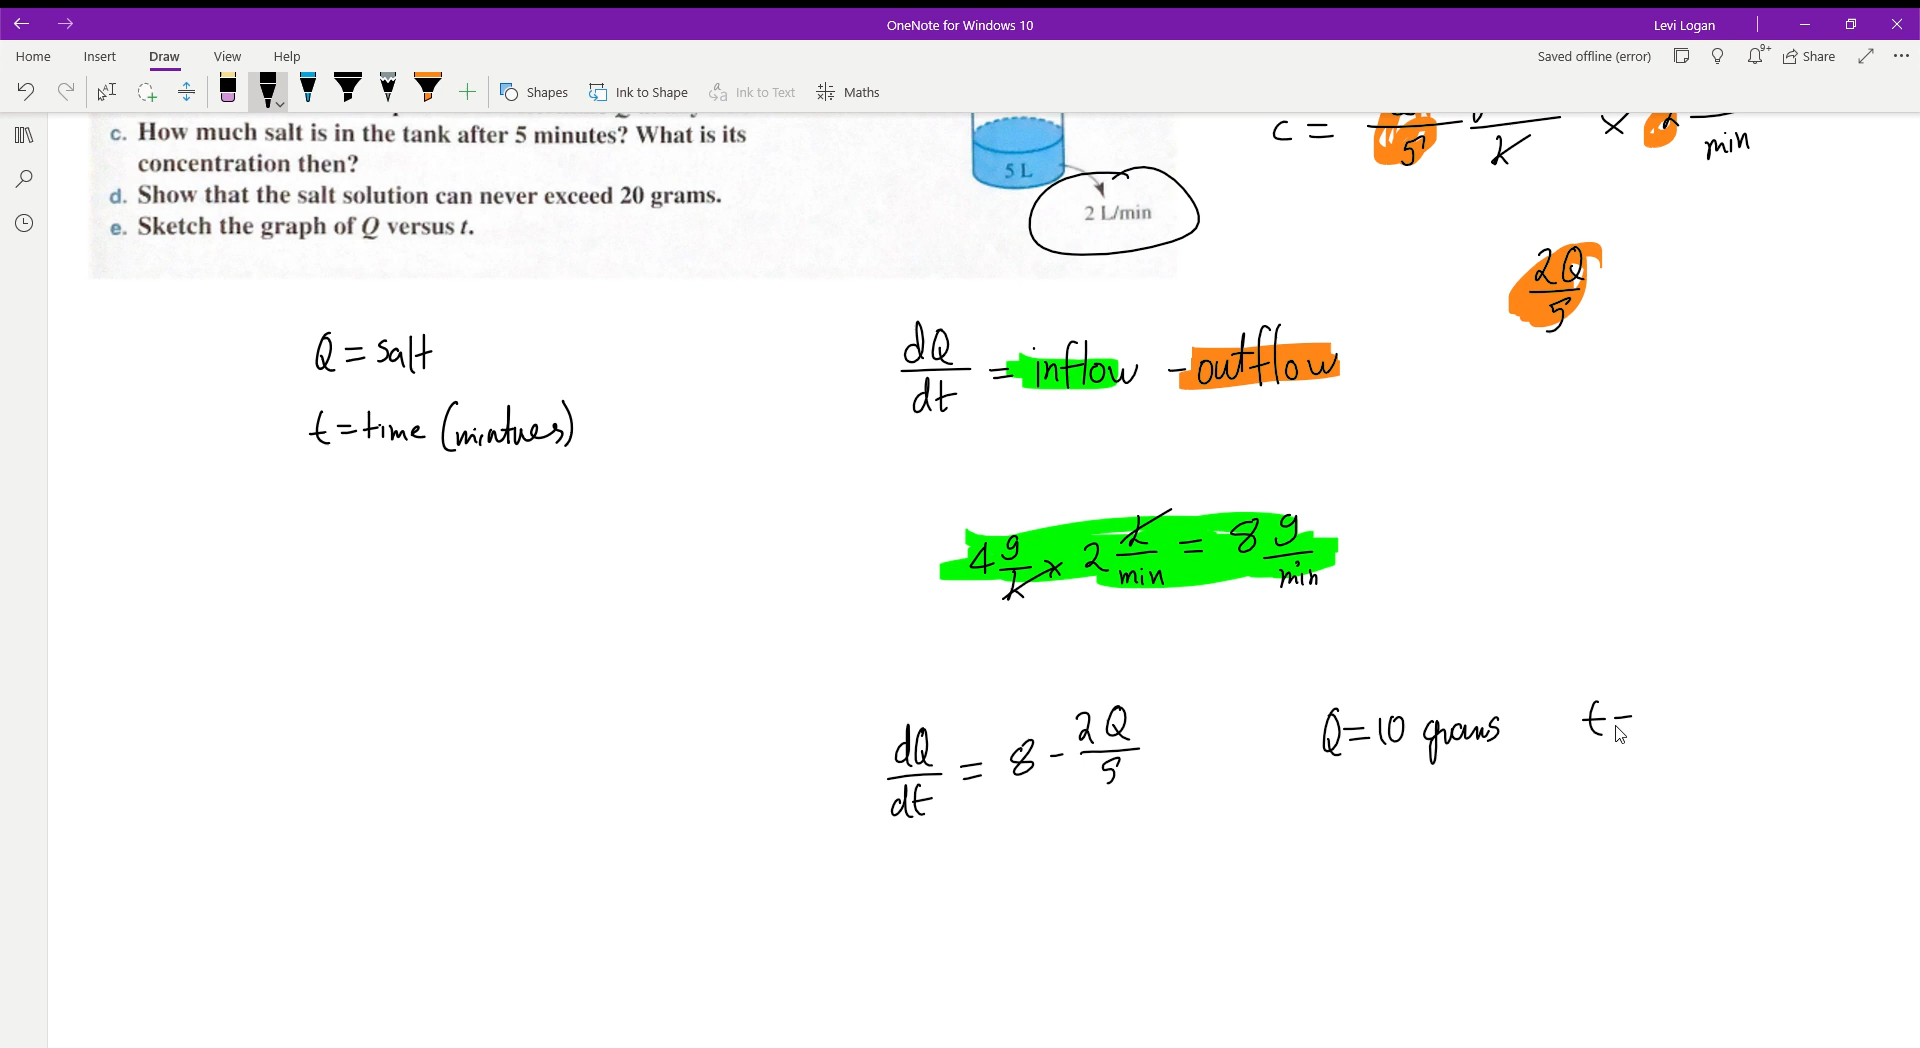 OneNote for Windows 10
Levi Logan
Home Insert Draw View Help
Saved offline (error)
9+
Share
Shapes
Ink to Shape
Ink to Text
Maths
c. How much salt is in the tank after 5 minutes? What is its
concentration then?
d. Show that the salt solution can never exceed 20 grams.
e. Sketch the graph of Q versus t.
5 L
2 L/min
c = 5 L × 2 min
2Q/5
Q = salt
t = time (mintues)
dQ/dt = inflow - outflow
4 g/L × 2 L/min = 8 g/min
dQ/dt = 8 - 2Q/5
Q = 10 grams
t =